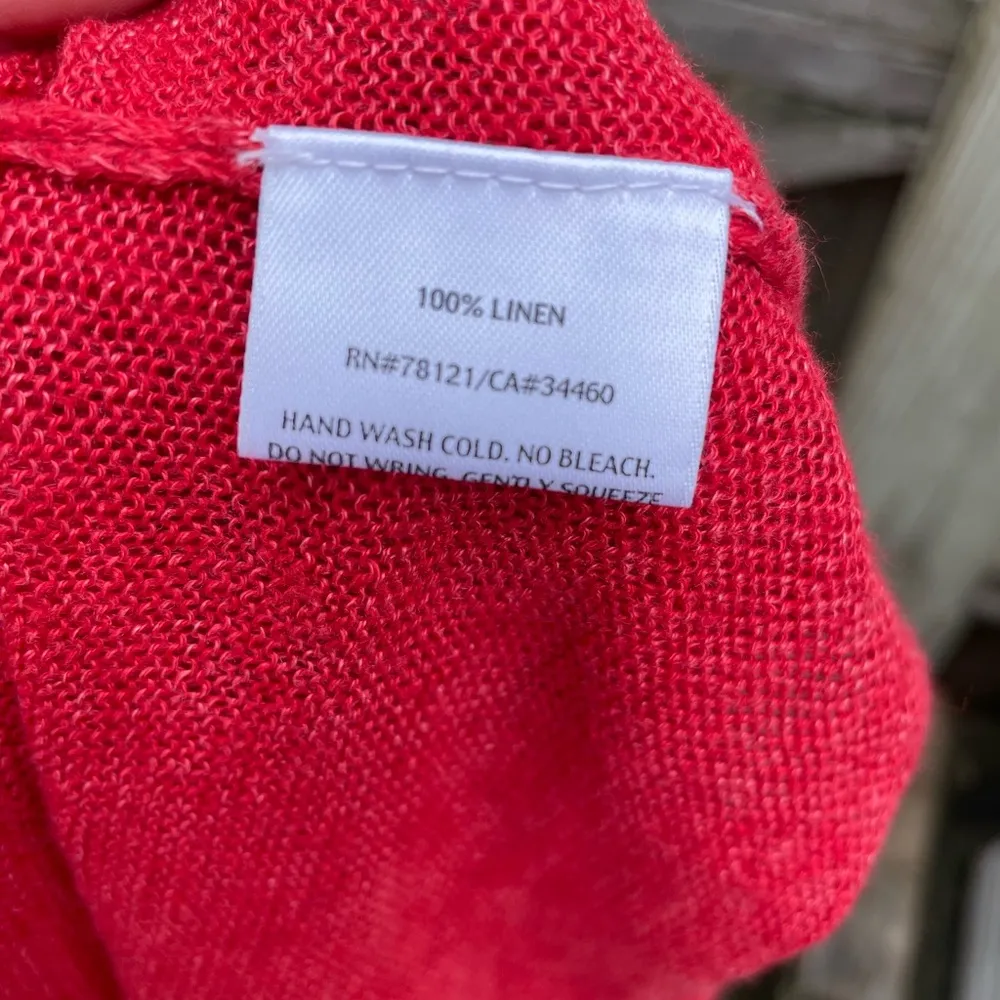 100% LINEN
RN#78121/CA#34460
HAND WASH COLD. NO BLEACH.
DO NOT WRING. GENTLY SQUEEZE